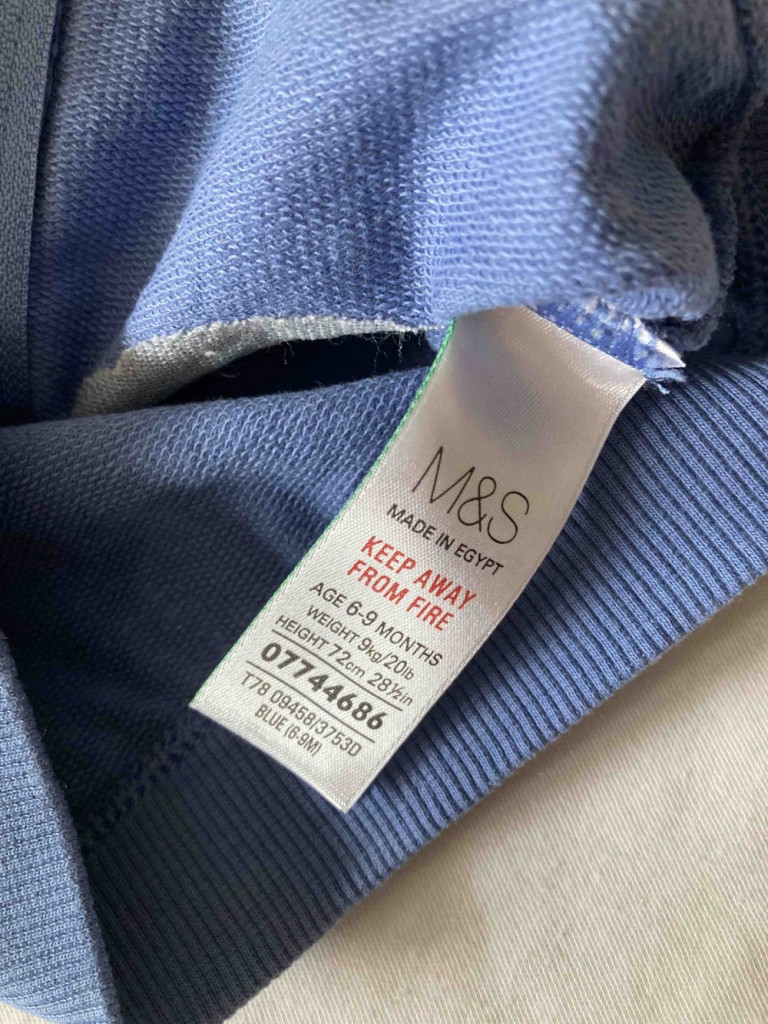 M&S
MADE IN EGYPT
KEEP AWAY
FROM FIRE
AGE 6-9 MONTHS
WEIGHT 9kg/20lb
HEIGHT 72cm 28½in
07744686
T78 09458/3753D
BLUE (6-9M)